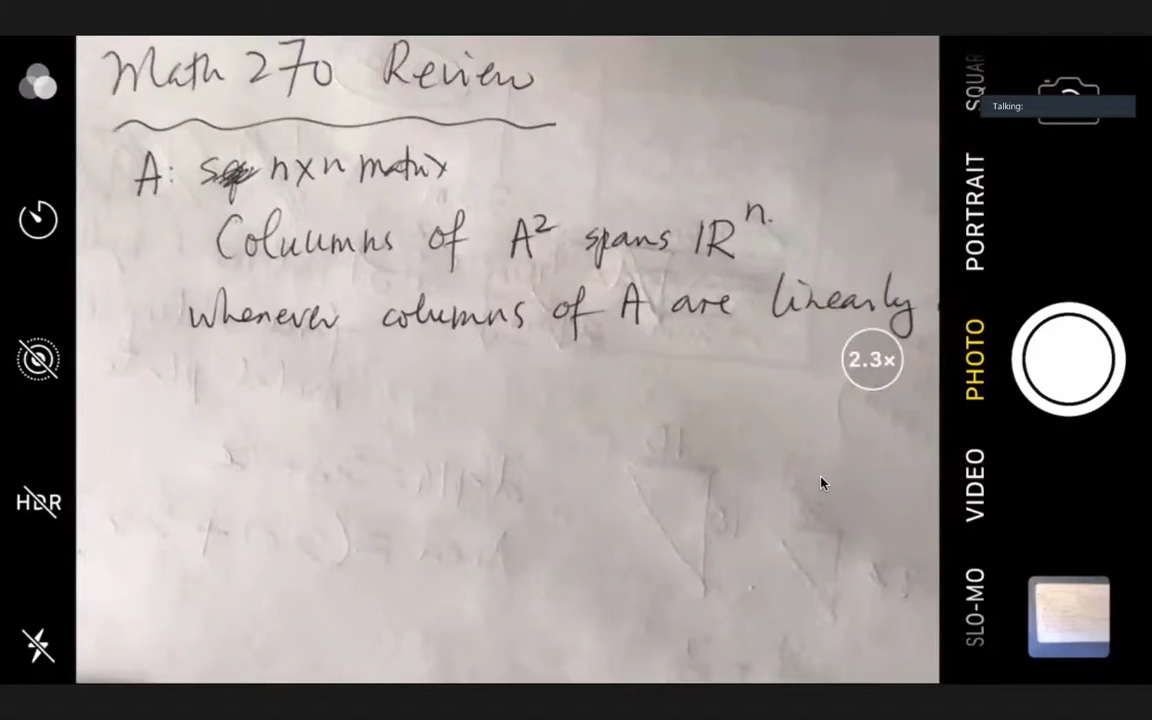 Math 270 Review
A: n×n matrix
Coluumns of A² spans ℝⁿ.
whenever columns of A are linearly
2.3×
HDR
SQUAR
PORTRAIT
PHOTO
VIDEO
SLO-MO
Talking: